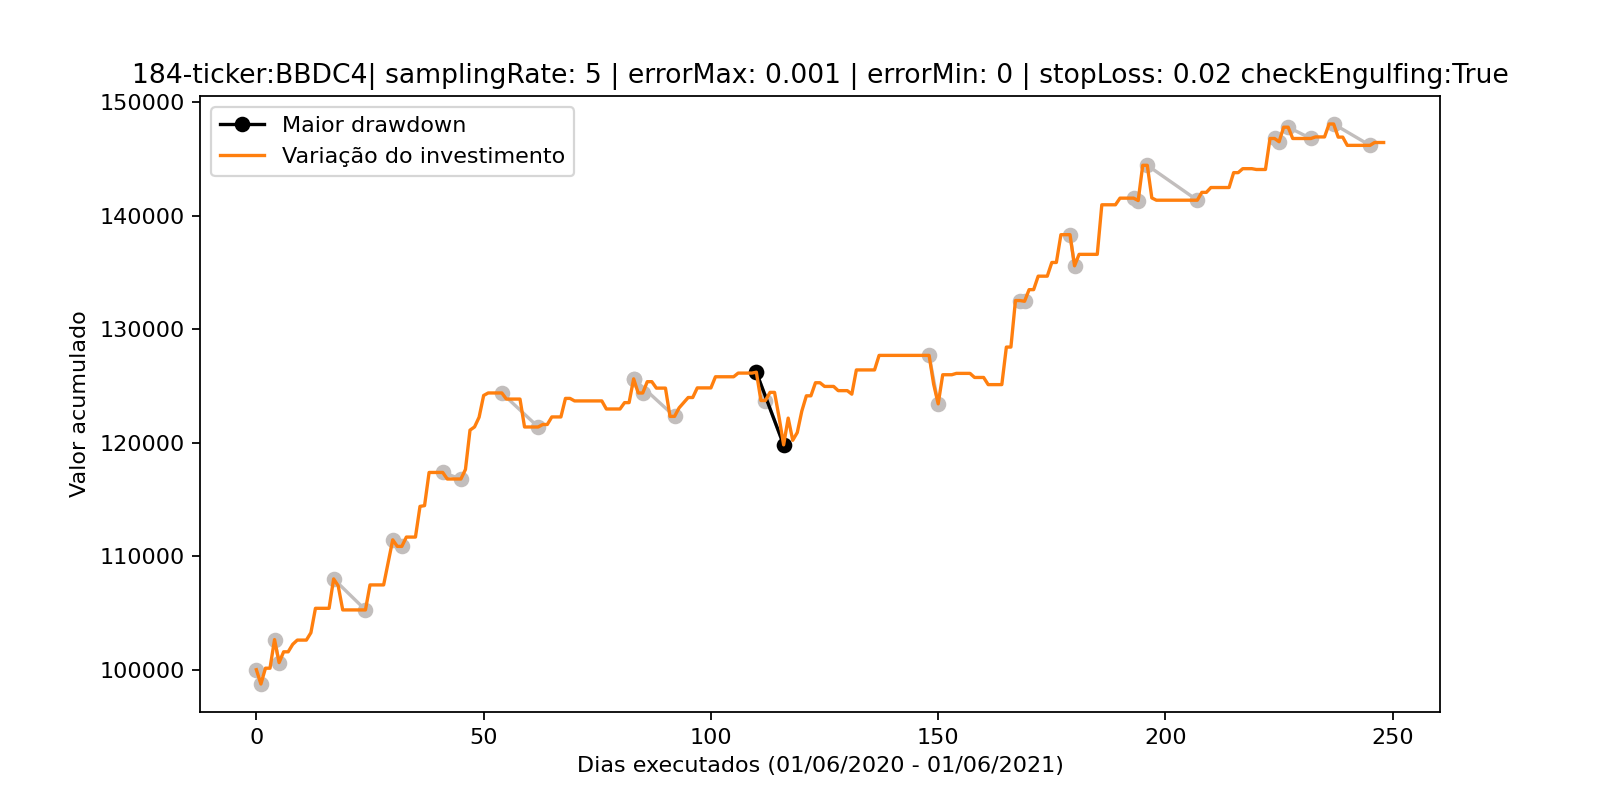 184-ticker:BBDC4| samplingRate: 5 | errorMax: 0.001 | errorMin: 0 | stopLoss: 0.02 checkEngulfing:True
Maior drawdown
Variação do investimento
Valor acumulado
150000
140000
130000
120000
110000
100000
0
50
100
150
200
250
Dias executados (01/06/2020 - 01/06/2021)